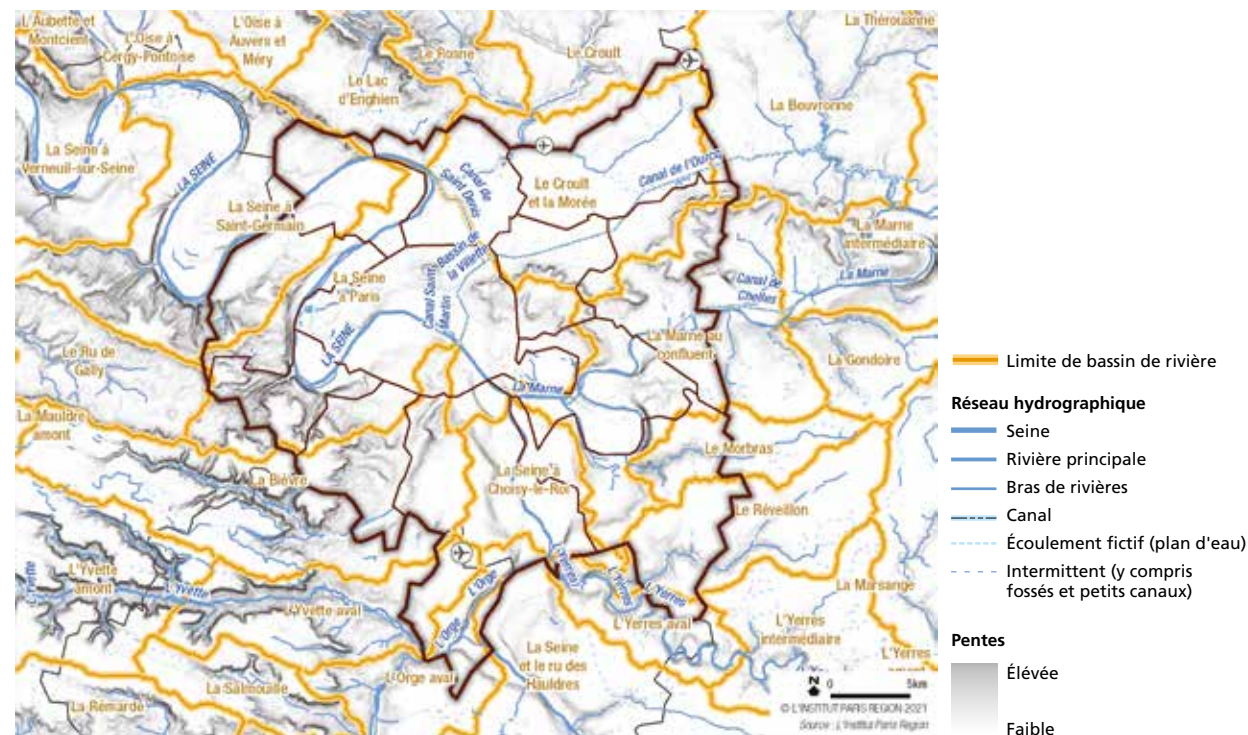 L'Aubette et
Montcient
L'Oise à
Cergy-Pontoise
L'Oise à
Auvers et
Méry
Le Rosne
Le Croult
La Thérouanne
Le Lac
d'Enghien
La Beuvronne
La Seine à
Verneuil-sur-Seine
LA SEINE
La Seine à
Saint-Germain
Canal de
Saint Denis
Le Croult
et la Morée
Canal de l'Ourcq
La Marne
intermédiaire
La Marne
Canal de
Chelles
La Seine
à Paris
Bassin de
la Villette
Canal Saint
Martin
LA SEINE
La Marne au
confluent
La Gondoire
Le Ru de
Gally
La Marne
La Mauldre
amont
Le Morbras
La Bièvre
La Seine à
Choisy-le-Roi
Le Réveillon
L'Yvette
L'Yvette
amont
L'Yvette
L'Yvette aval
L'Orge
L'Orge
L'Orge aval
L'Yerres
L'Yerres
L'Yerres
L'Yerres aval
La Marsange
L'Yerres
intermédiaire
L'Yerres
La Seine
et le ru des
Hauldres
La Salmouille
La Rémarde
N 0 5km
© L'INSTITUT PARIS REGION 2021
Source : L'Institut Paris Region
Limite de bassin de rivière
Réseau hydrographique
Seine
Rivière principale
Bras de rivières
Canal
Écoulement fictif (plan d'eau)
Intermittent (y compris
fossés et petits canaux)
Pentes
Élévée
Faible